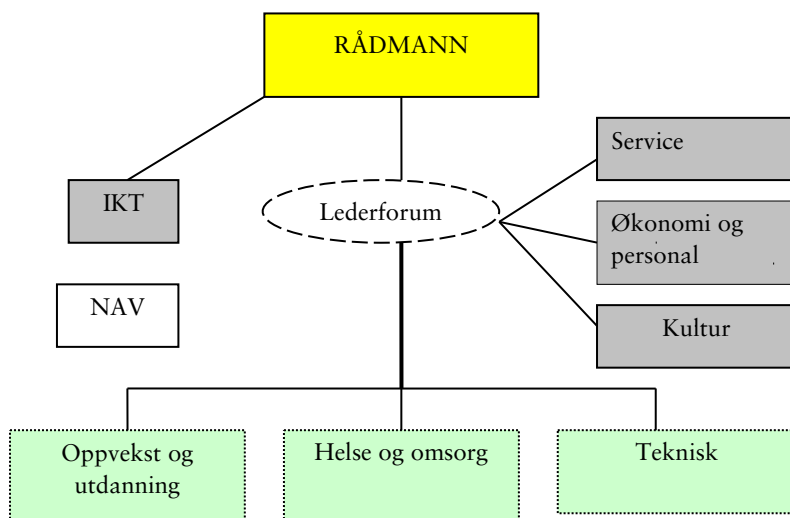 RÅDMANN
Service
IKT
Lederforum
Økonomi og
personal
NAV
Kultur
Oppvekst og
utdanning
Helse og omsorg
Teknisk